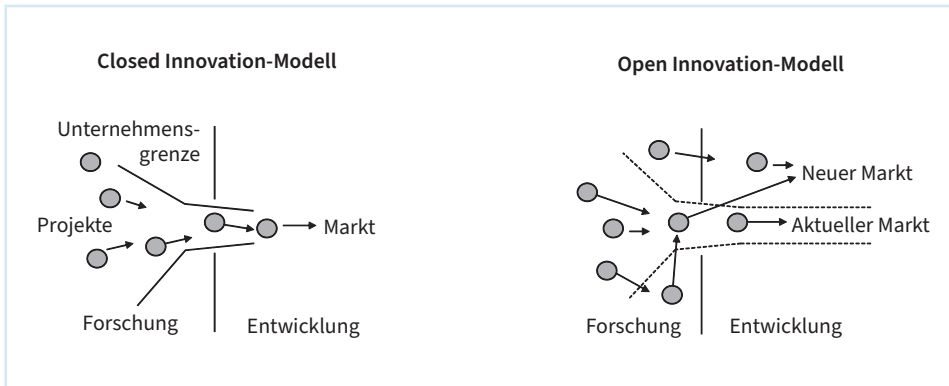 Closed Innovation-Modell
Unternehmens-
grenze
Projekte
Markt
Forschung
Entwicklung
Open Innovation-Modell
Neuer Markt
Aktueller Markt
Forschung
Entwicklung